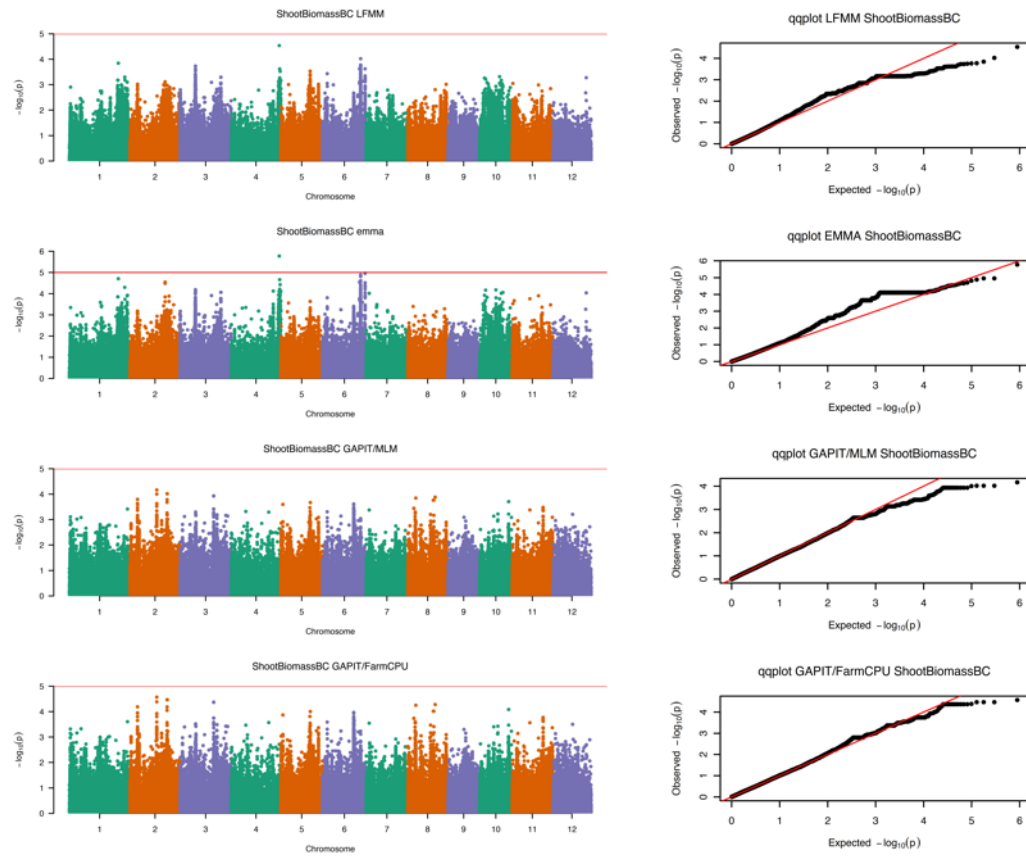 ShootBiomassBC LFMM
−log10(p)
0 1 2 3 4 5
1 2 3 4 5 6 7 8 9 10 11 12
Chromosome
qqplot LFMM ShootBiomassBC
Observed −log10(p)
0 1 2 3 4
0 1 2 3 4 5 6
Expected −log10(p)
ShootBiomassBC emma
−log10(p)
0 1 2 3 4 5 6
1 2 3 4 5 6 7 8 9 10 11 12
Chromosome
qqplot EMMA ShootBiomassBC
Observed −log10(p)
0 1 2 3 4 5 6
0 1 2 3 4 5 6
Expected −log10(p)
ShootBiomassBC GAPIT/MLM
−log10(p)
0 1 2 3 4 5
1 2 3 4 5 6 7 8 9 10 11 12
Chromosome
qqplot GAPIT/MLM ShootBiomassBC
Observed −log10(p)
0 1 2 3 4
0 1 2 3 4 5 6
Expected −log10(p)
ShootBiomassBC GAPIT/FarmCPU
−log10(p)
0 1 2 3 4 5
1 2 3 4 5 6 7 8 9 10 11 12
Chromosome
qqplot GAPIT/FarmCPU ShootBiomassBC
Observed −log10(p)
0 1 2 3 4
0 1 2 3 4 5 6
Expected −log10(p)